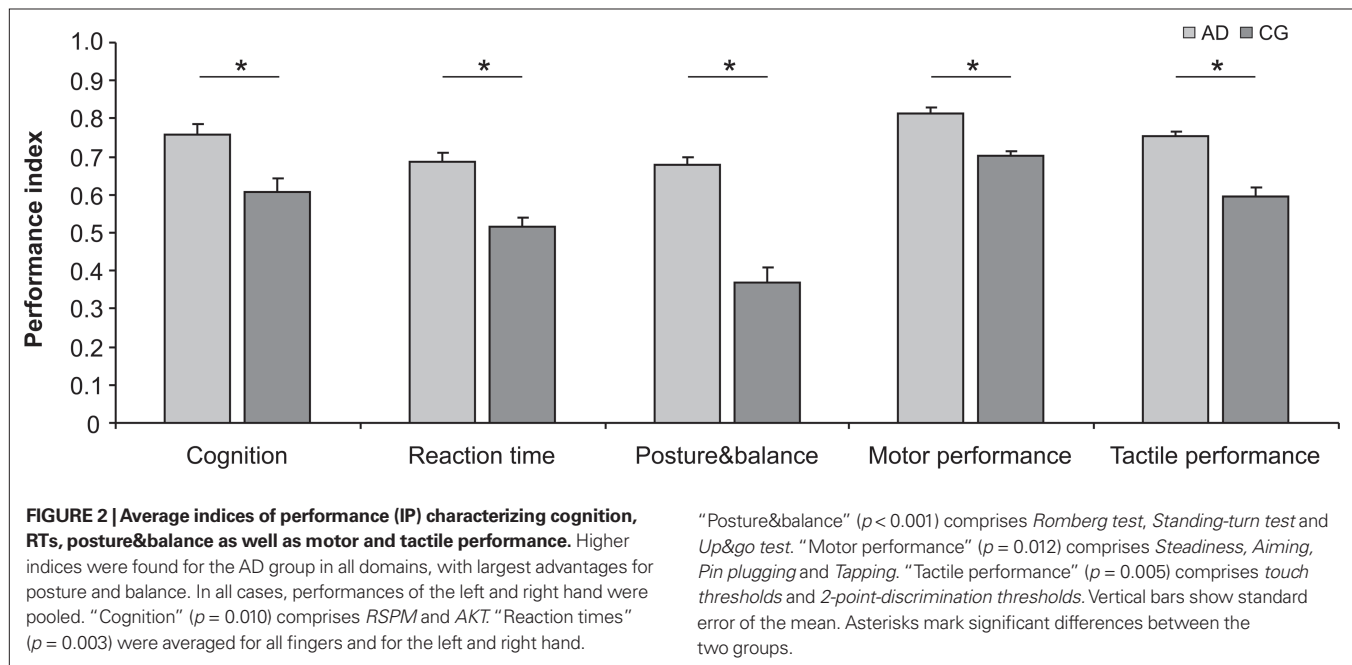 AD CG
* * * * *
1.0
0.9
0.8
0.7
0.6
0.5
0.4
0.3
0.2
0.1
0
Performance index
Cognition Reaction time Posture&balance Motor performance Tactile performance
FIGURE 2 | Average indices of performance (IP) characterizing cognition,
RTs, posture&balance as well as motor and tactile performance. Higher
indices were found for the AD group in all domains, with largest advantages for
posture and balance. In all cases, performances of the left and right hand were
pooled. “Cognition” (p = 0.010) comprises RSPM and AKT. “Reaction times”
(p = 0.003) were averaged for all fingers and for the left and right hand.
“Posture&balance” (p < 0.001) comprises Romberg test, Standing-turn test and
Up&go test. “Motor performance” (p = 0.012) comprises Steadiness, Aiming,
Pin plugging and Tapping. “Tactile performance” (p = 0.005) comprises touch
thresholds and 2-point-discrimination thresholds. Vertical bars show standard
error of the mean. Asterisks mark significant differences between the
two groups.